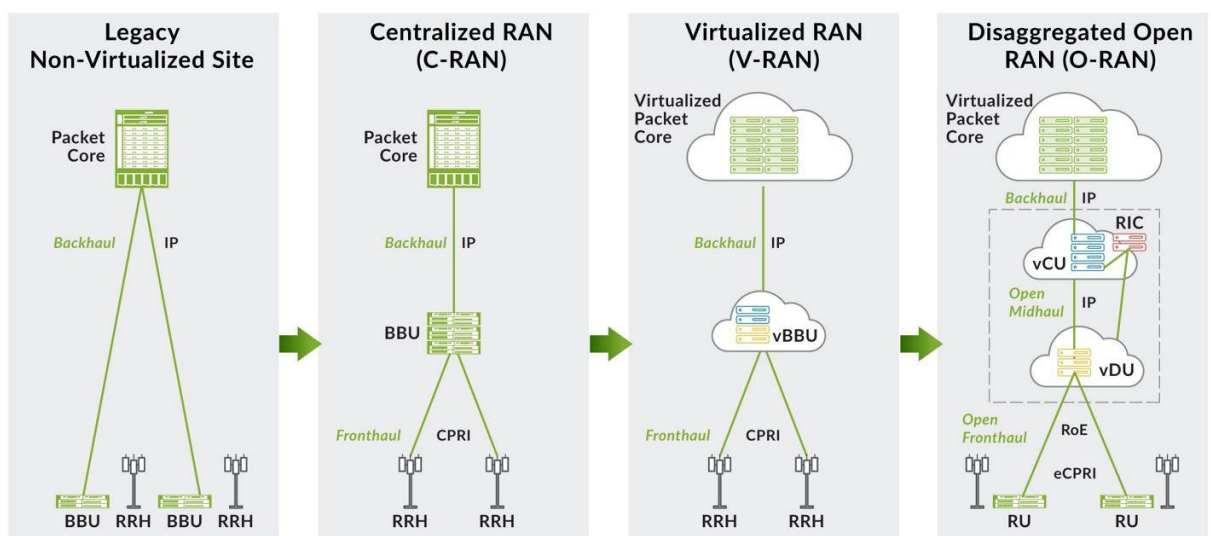 Legacy
Non-Virtualized Site
Packet
Core
Backhaul
IP
BBU
RRH
BBU
RRH
Centralized RAN
(C-RAN)
Packet
Core
Backhaul
IP
BBU
Fronthaul
CPRI
RRH
RRH
Virtualized RAN
(V-RAN)
Virtualized
Packet
Core
Backhaul
IP
vBBU
Fronthaul
CPRI
RRH
RRH
Disaggregated Open
RAN (O-RAN)
Virtualized
Packet
Core
Backhaul
IP
RIC
vCU
Open
Midhaul
IP
vDU
Open
Fronthaul
RoE
eCPRI
RU
RU